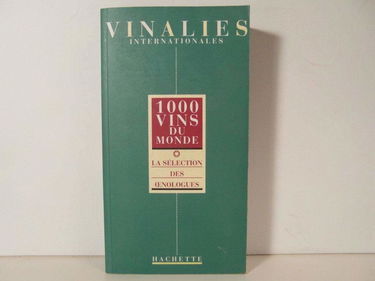 VINALIES
INTERNATIONALES
1000
VINS
DU
MONDE
LA SÉLECTION
DES
ŒNOLOGUES
HACHETTE